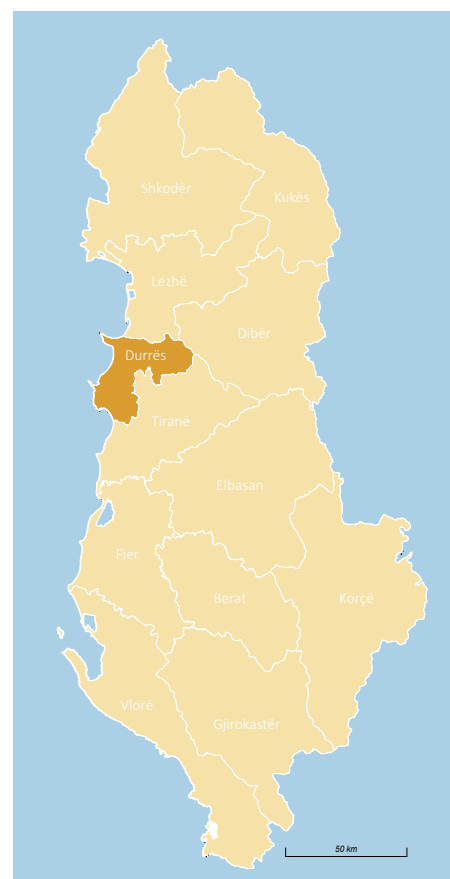 Shkodër
Kukës
Lezhë
Dibër
Durrës
Tiranë
Elbasan
Fier
Berat
Korçë
Vlorë
Gjirokastër
50 km